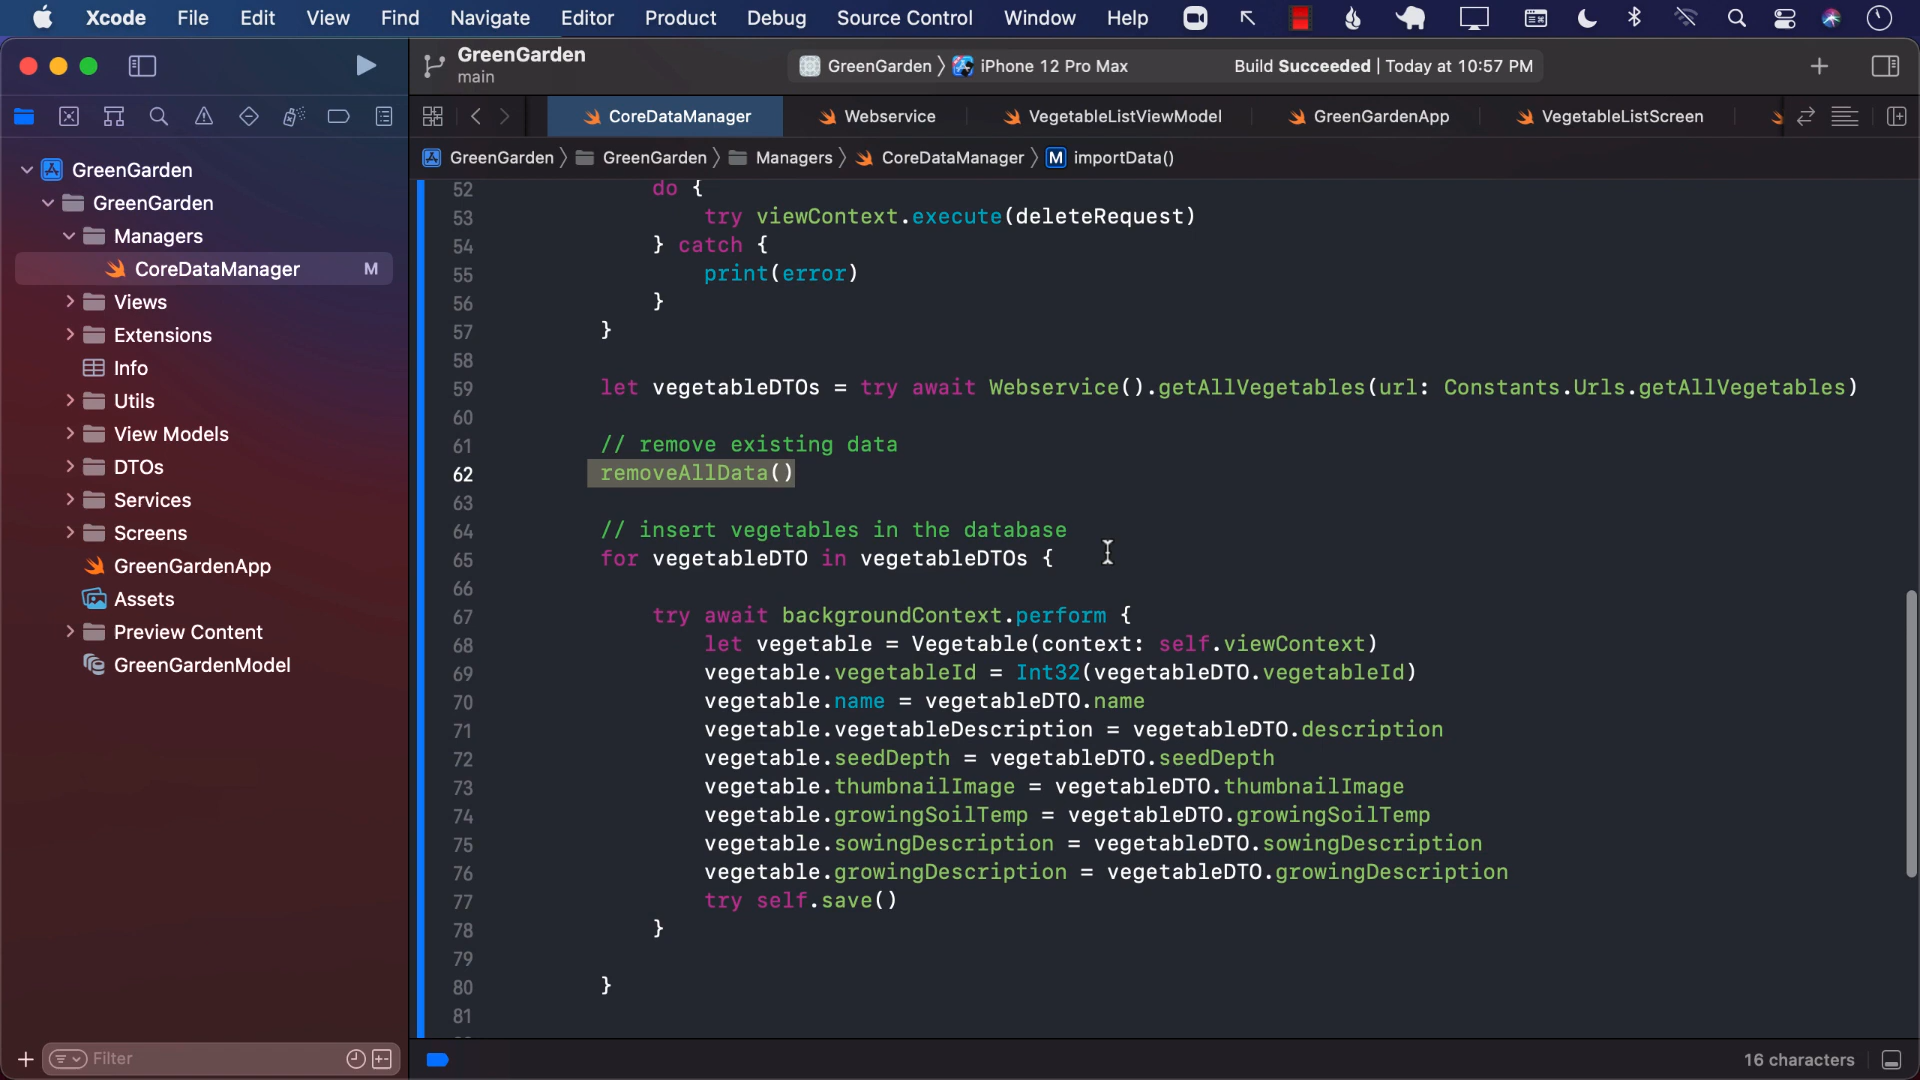 Xcode File Edit View Find Navigate Editor Product Debug Source Control Window Help
GreenGarden
main
GreenGarden iPhone 12 Pro Max
Build Succeeded | Today at 10:57 PM
CoreDataManager Webservice VegetableListViewModel GreenGardenApp VegetableListScreen
GreenGarden GreenGarden Managers CoreDataManager M importData()
GreenGarden
GreenGarden
Managers
CoreDataManager M
Views
Extensions
Info
Utils
View Models
DTOs
Services
Screens
GreenGardenApp
Assets
Preview Content
GreenGardenModel
Filter
52 do {
53 try viewContext.execute(deleteRequest)
54 } catch {
55 print(error)
56 }
57 }
58
59 let vegetableDTOs = try await Webservice().getAllVegetables(url: Constants.Urls.getAllVegetables)
60
61 // remove existing data
62 removeAllData()
63
64 // insert vegetables in the database
65 for vegetableDTO in vegetableDTOs {
66
67 try await backgroundContext.perform {
68 let vegetable = Vegetable(context: self.viewContext)
69 vegetable.vegetableId = Int32(vegetableDTO.vegetableId)
70 vegetable.name = vegetableDTO.name
71 vegetable.vegetableDescription = vegetableDTO.description
72 vegetable.seedDepth = vegetableDTO.seedDepth
73 vegetable.thumbnailImage = vegetableDTO.thumbnailImage
74 vegetable.growingSoilTemp = vegetableDTO.growingSoilTemp
75 vegetable.sowingDescription = vegetableDTO.sowingDescription
76 vegetable.growingDescription = vegetableDTO.growingDescription
77 try self.save()
78 }
79
80 }
81
16 characters